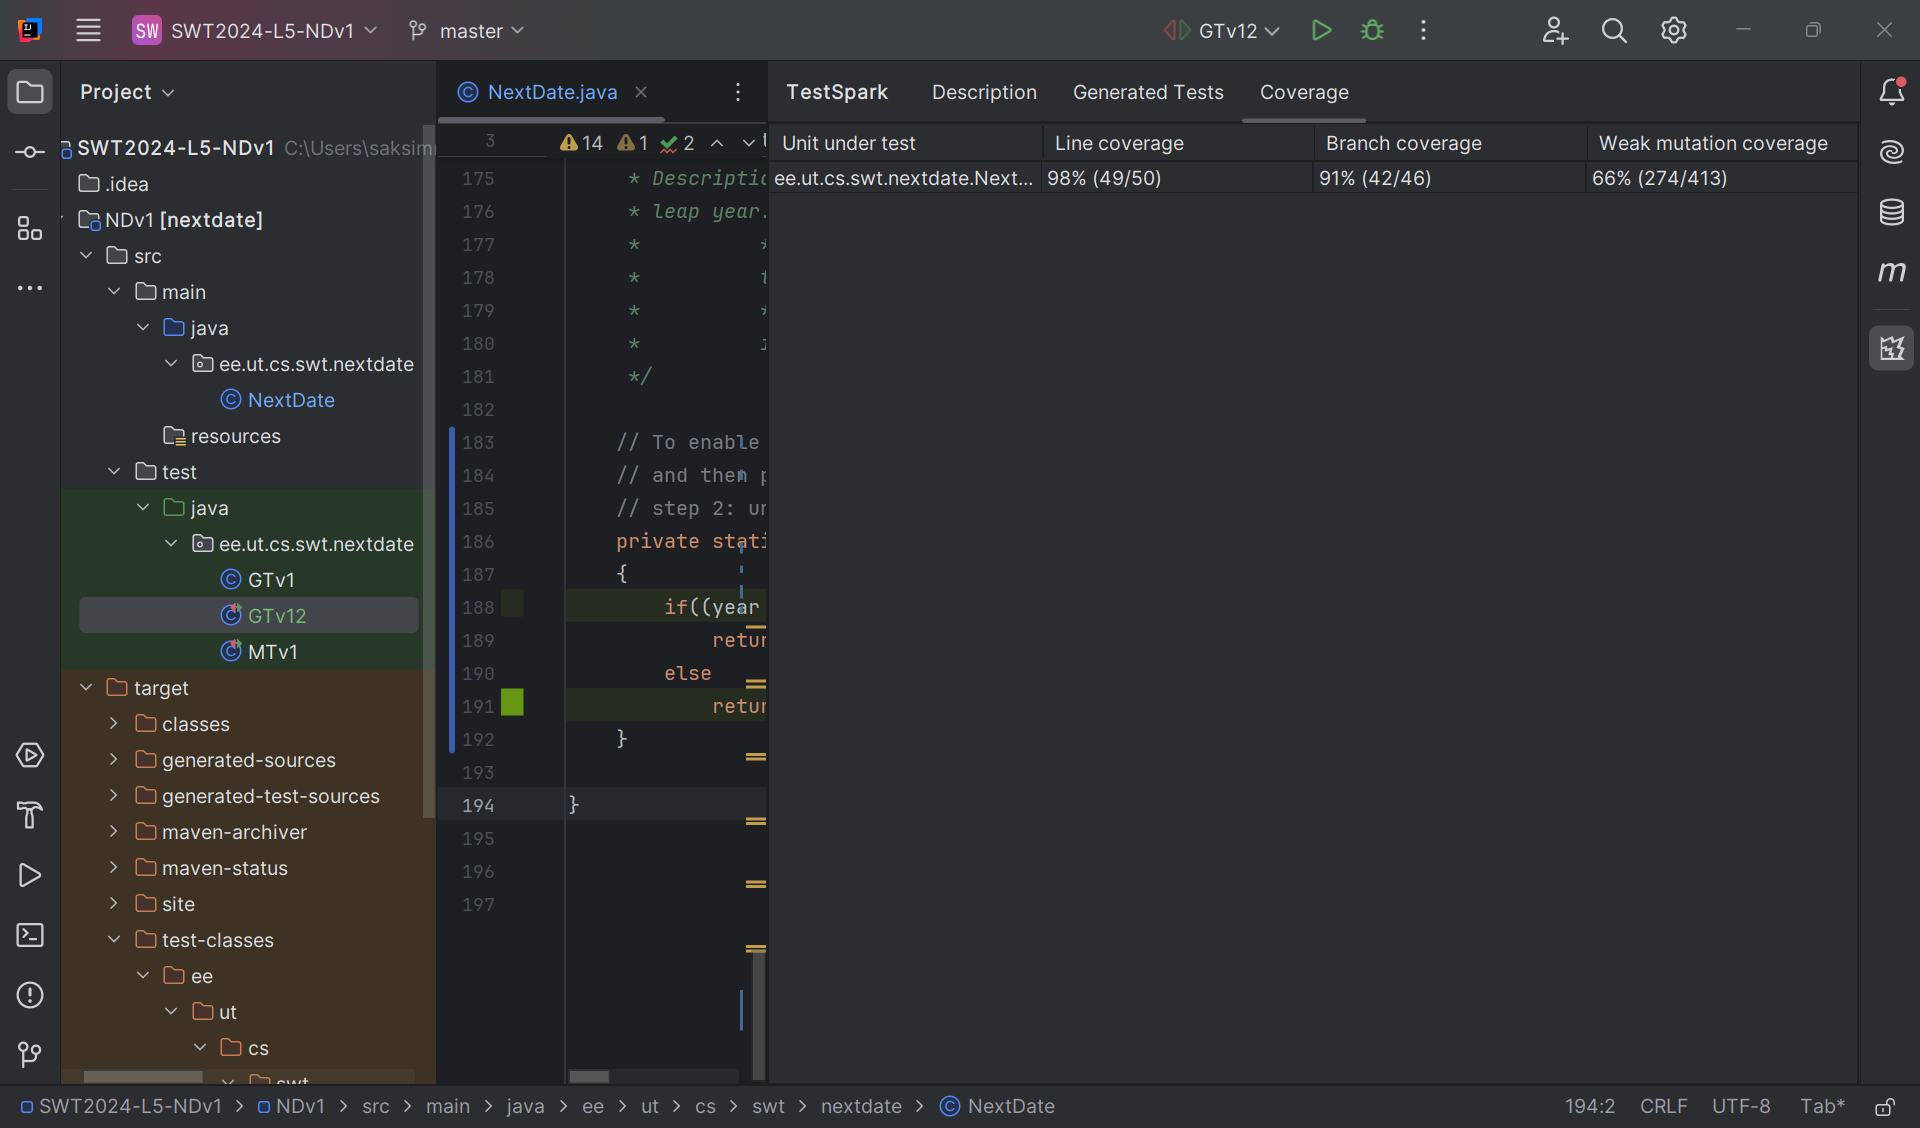 SW SWT2024-L5-NDv1 master GTv12
Project
NextDate.java
TestSpark Description Generated Tests Coverage
SWT2024-L5-NDv1 C:\Users\saksim
.idea
NDv1 [nextdate]
src
main
java
ee.ut.cs.swt.nextdate
NextDate
resources
test
java
ee.ut.cs.swt.nextdate
GTv1
GTv12
MTv1
target
classes
generated-sources
generated-test-sources
maven-archiver
maven-status
site
test-classes
ee
ut
cs
swt
3 14 1 2
175 * Descriptio
176 * leap year.
177 * *
178 * t
179 * *
180 * i
181 */
182
183 // To enable
184 // and then p
185 // step 2: un
186 private stati
187 {
188 if((year
189 retur
190 else
191 retur
192 }
193
194 }
195
196
197
Unit under test Line coverage Branch coverage Weak mutation coverage
ee.ut.cs.swt.nextdate.Next... 98% (49/50) 91% (42/46) 66% (274/413)
m
SWT2024-L5-NDv1 > NDv1 > src > main > java > ee > ut > cs > swt > nextdate > NextDate 194:2 CRLF UTF-8 Tab*